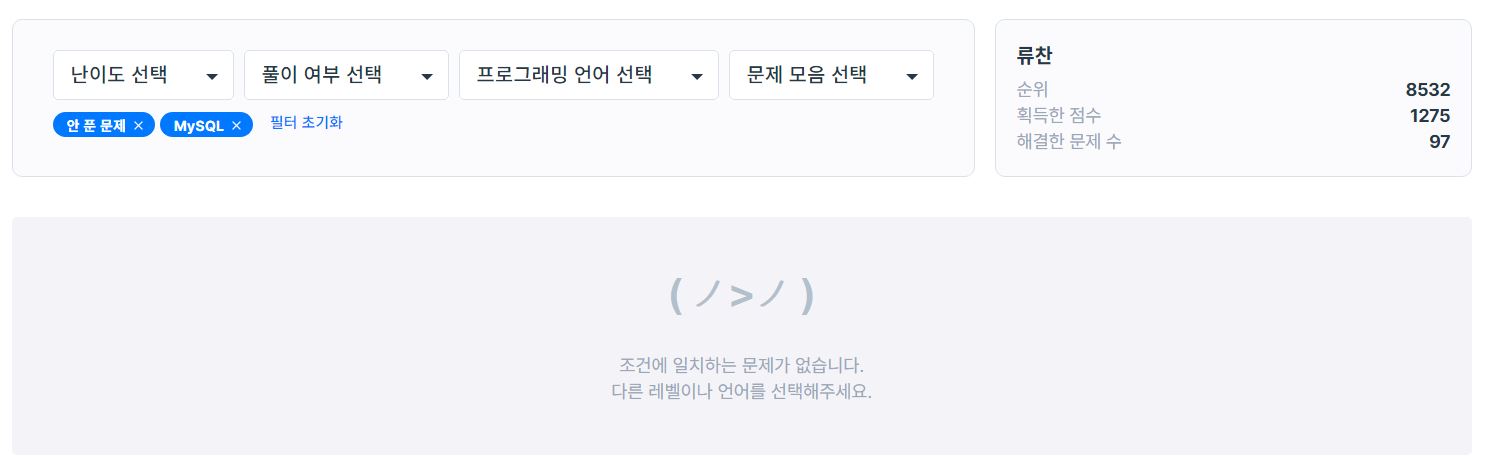 난이도 선택 풀이 여부 선택 프로그래밍 언어 선택 문제 모음 선택
안 푼 문제 × MySQL × 필터 초기화
류찬
순위 8532
획득한 점수 1275
해결한 문제 수 97
( ノ>ノ )
조건에 일치하는 문제가 없습니다.
다른 레벨이나 언어를 선택해주세요.